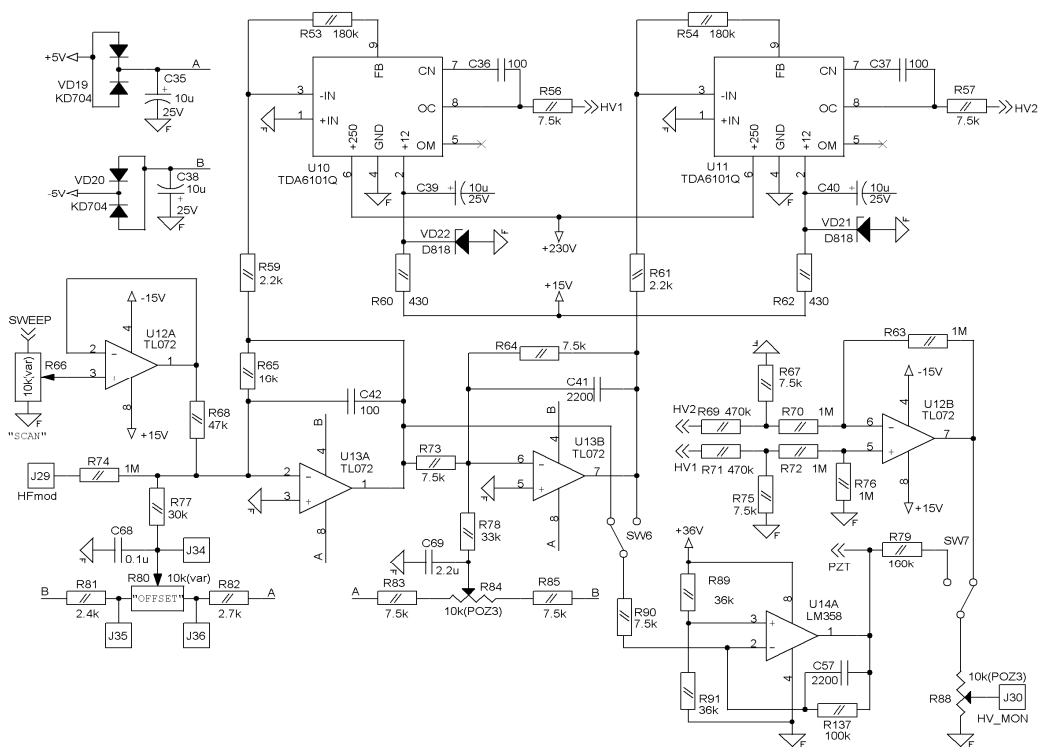 R53 180k
9
FB
3
-IN
1
+IN
CN
7
C36
100
OC
8
OM
5
R56
7.5k
HV1
+250
GND
+12
U10
TDA6101Q
6
4
2
F
F
R54 180k
9
FB
3
-IN
1
+IN
CN
7
C37
100
OC
8
OM
5
R57
7.5k
HV2
+250
GND
+12
U11
TDA6101Q
6
4
2
F
F
+5V
VD19
KD704
A
C35
+
10u
25V
F
-5V
VD20
KD704
B
C38
10u
+
25V
F
C39
+
10u
25V
VD22
D818
F
+230V
C40
+
10u
25V
VD21
D818
F
R59
2.2k
R60
430
+15V
R61
2.2k
R62
430
SWEEP
R66
10k(var)
F
"SCAN"
-15V
4
U12A
TL072
2
-
3
+
1
8
+15V
R68
47k
R65
16k
C42
100
R64
7.5k
C41
2200
J29
HFmod
R74
1M
R77
30k
C68
0.1u
F
J34
B
R81
2.4k
R80
10k(var)
"OFFSET"
R82
2.7k
A
J35
J36
B
4
U13A
TL072
2
-
3
+
1
8
A
F
R73
7.5k
B
4
U13B
TL072
6
-
5
+
7
8
A
F
R78
33k
C69
2.2u
F
A
R83
7.5k
R84
10k(POZ3)
R85
7.5k
B
SW6
R90
7.5k
F
R67
7.5k
HV2
R69
470k
R70
1M
HV1
R71
470k
R72
1M
R75
7.5k
F
R76
1M
F
R63
1M
-15V
4
U12B
TL072
6
-
5
+
7
8
+15V
+36V
R89
36k
8
U14A
LM358
3
+
2
-
1
4
R91
36k
C57
2200
R137
100k
F
PZT
R79
100k
SW7
10k(POZ3)
R88
J30
HV_MON
F